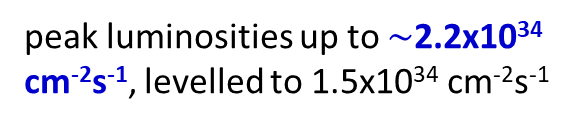 peak luminosities up to ~2.2x10³⁴
cm⁻²s⁻¹, levelled to 1.5x10³⁴ cm⁻²s⁻¹